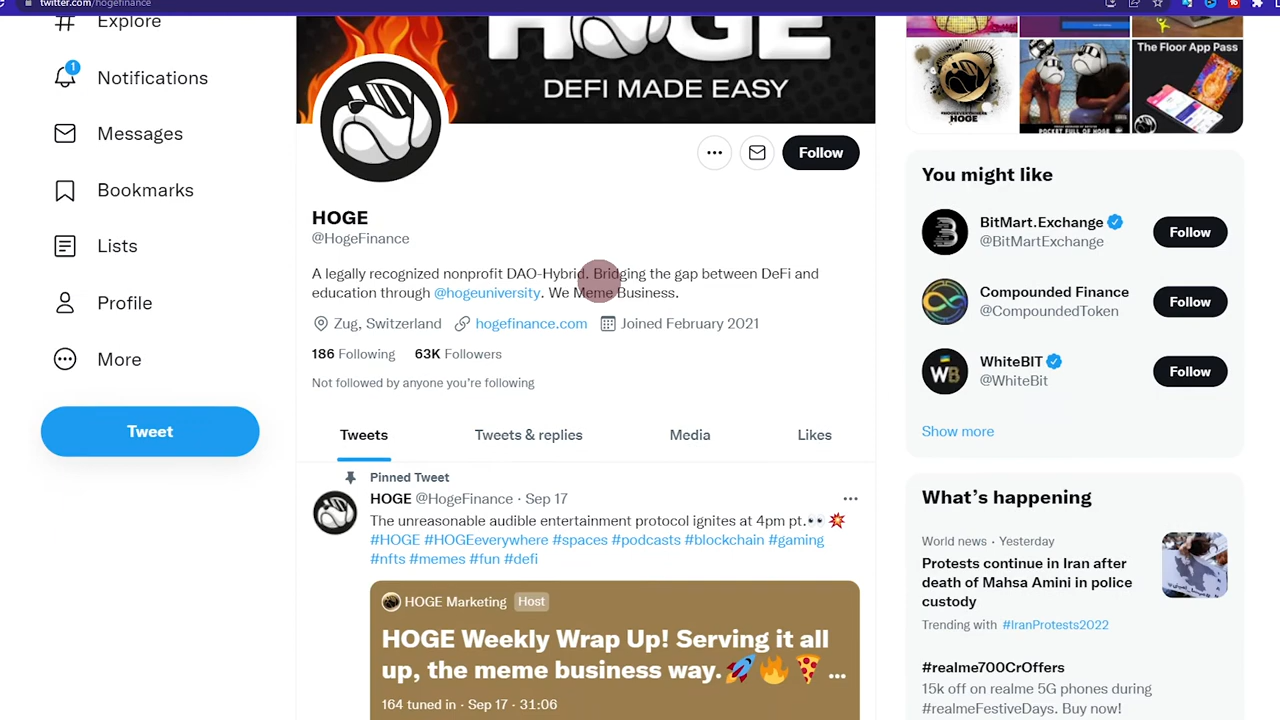 twitter.com/hogefinance
Explore
1
Notifications
Messages
Bookmarks
Lists
Profile
More
Tweet
HOGE
DEFI MADE EASY
Follow
HOGE
@HogeFinance
A legally recognized nonprofit DAO-Hybrid. Bridging the gap between DeFi and
education through @hogeuniversity. We Meme Business.
Zug, Switzerland hogefinance.com Joined February 2021
186 Following 63K Followers
Not followed by anyone you're following
Tweets Tweets & replies Media Likes
Pinned Tweet
HOGE @HogeFinance · Sep 17
The unreasonable audible entertainment protocol ignites at 4pm pt.👀 💥
#HOGE #HOGEeverywhere #spaces #podcasts #blockchain #gaming
#nfts #memes #fun #defi
HOGE Marketing Host
HOGE Weekly Wrap Up! Serving it all
up, the meme business way.🚀🔥🍕 ...
164 tuned in · Sep 17 · 31:06
HOGE
POCKET FULL OF HOGE
The Floor App Pass
You might like
BitMart.Exchange
@BitMartExchange
Follow
Compounded Finance
@CompoundedToken
Follow
WhiteBIT
@WhiteBit
Follow
Show more
What's happening
World news · Yesterday
Protests continue in Iran after
death of Mahsa Amini in police
custody
Trending with #IranProtests2022
#realme700CrOffers
15k off on realme 5G phones during
#realmeFestiveDays. Buy now!